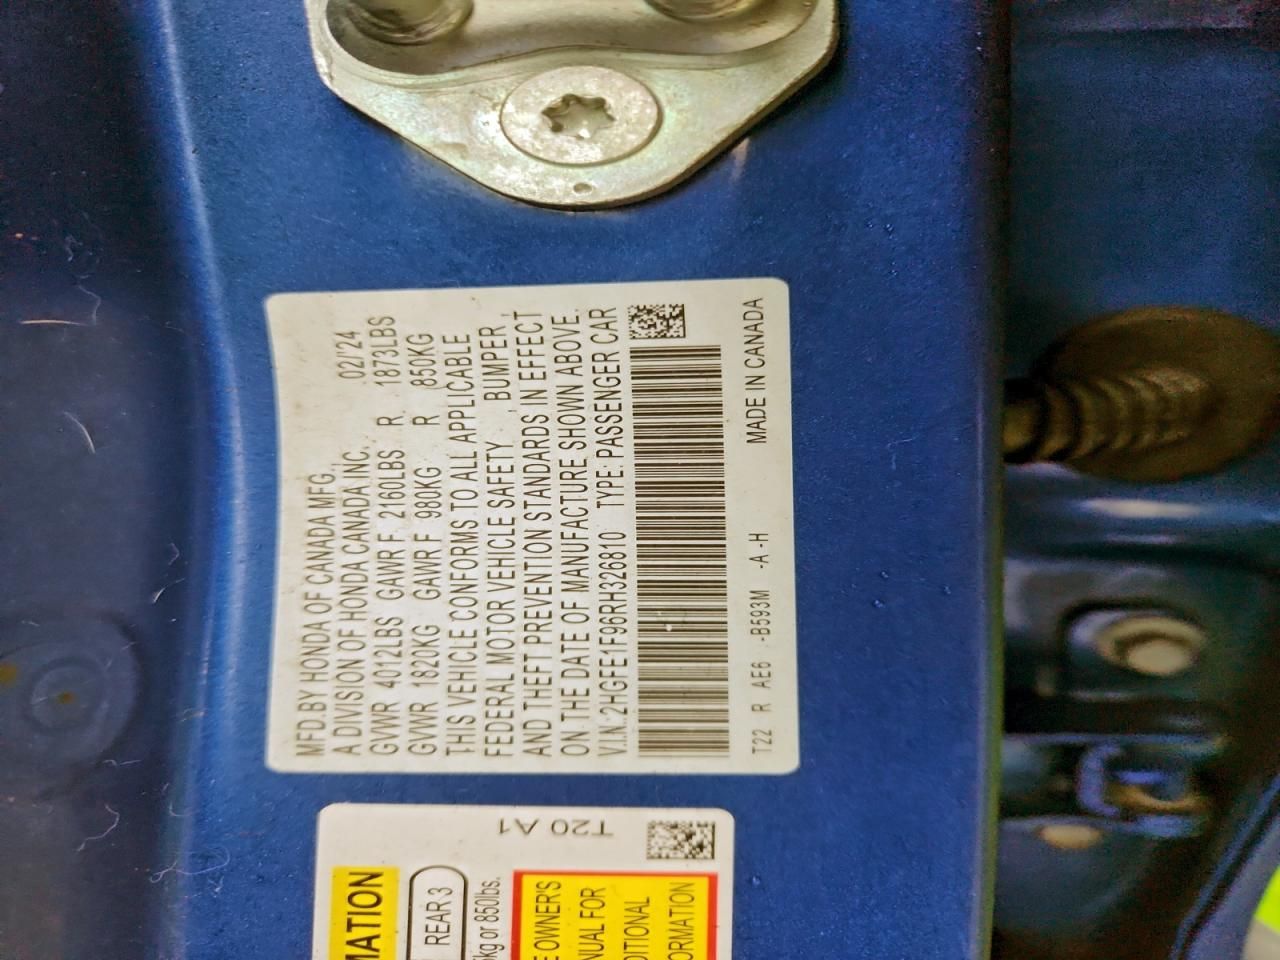 MFD.BY HONDA OF CANADA MFG.,
A DIVISION OF HONDA CANADA INC. 02/'24
GVWR 4012LBS GAWR F 2160LBS R 1873LBS
GVWR 1820KG GAWR F 980KG R 850KG
THIS VEHICLE CONFORMS TO ALL APPLICABLE
FEDERAL MOTOR VEHICLE SAFETY , BUMPER ,
AND THEFT PREVENTION STANDARDS IN EFFECT
ON THE DATE OF MANUFACTURE SHOWN ABOVE.
V.I.N.:2HGFE1F96RH326810 TYPE: PASSENGER CAR
T22 R AE6 -B593M -A-H MADE IN CANADA
T20 A1
MATION
REAR 3
kg or 850lbs.
E OWNER'S
NUAL FOR
DITIONAL
ORMATION